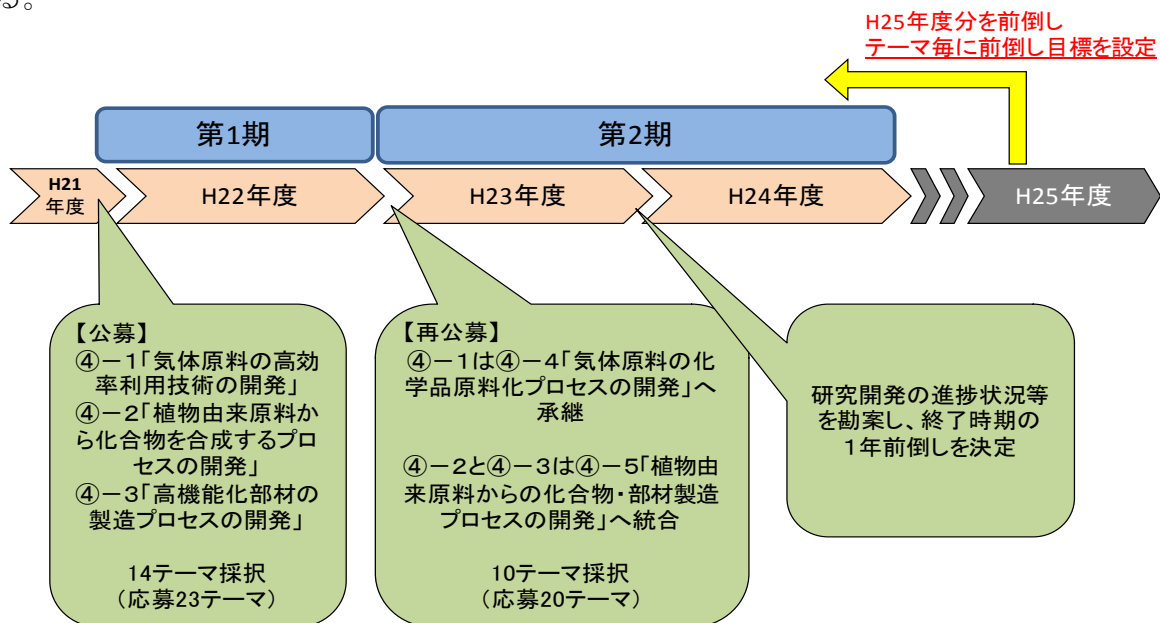 る。
H25年度分を前倒し
テーマ毎に前倒し目標を設定
第1期
第2期
H21
年度
H22年度
H23年度
H24年度
H25年度
【公募】
④－1「気体原料の高効
率利用技術の開発」
④－2「植物由来原料か
ら化合物を合成するプロ
セスの開発」
④－3「高機能化部材の
製造プロセスの開発」
14テーマ採択
（応募23テーマ）
【再公募】
④－1は④－4「気体原料の化
学品原料化プロセスの開発」へ
承継
④－2と④－3は④－5「植物由
来原料からの化合物・部材製造
プロセスの開発」へ統合
10テーマ採択
（応募20テーマ）
研究開発の進捗状況等
を勘案し、終了時期の
１年前倒しを決定